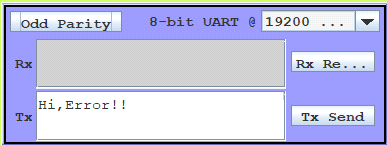 Odd Parity 8-bit UART @ 19200 ...
Rx Rx Re...
Hi,Error!!
Tx Tx Send